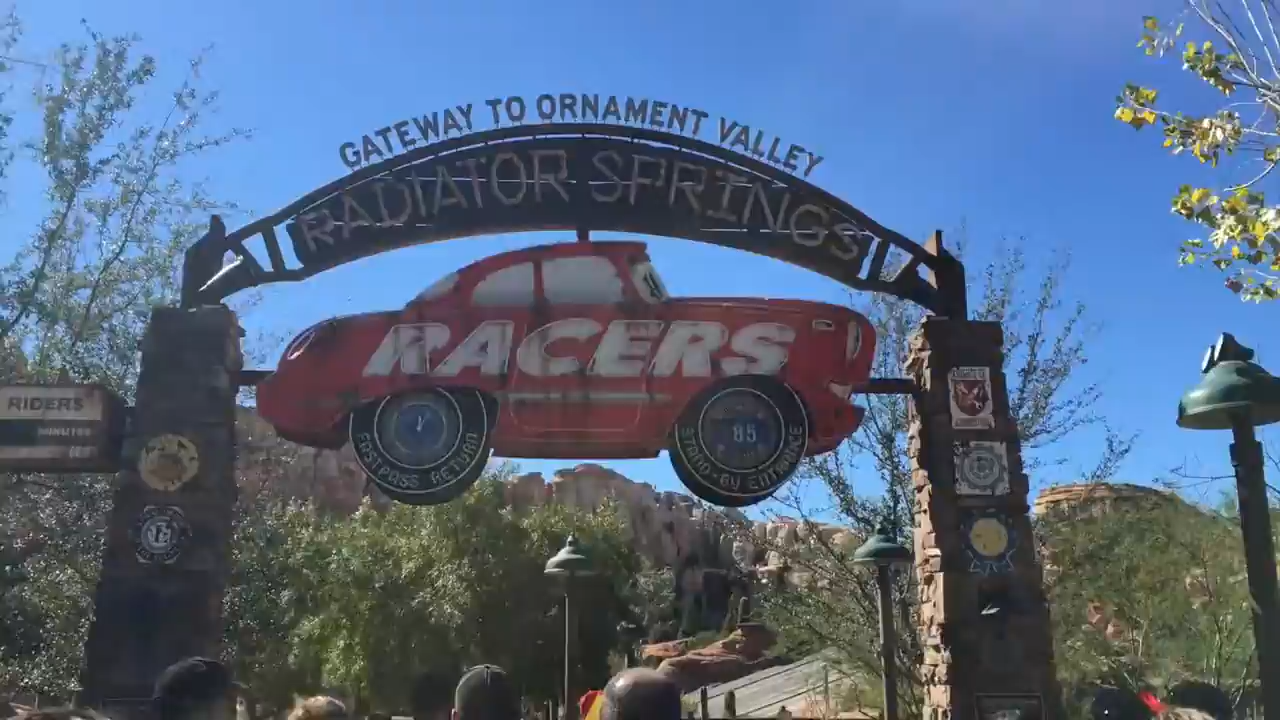 GATEWAY TO ORNAMENT VALLEY
RADIATOR SPRINGS
RACERS
RIDERS
MINUTES
FASTPASS RETURN
85
STAND-BY ENTRANCE